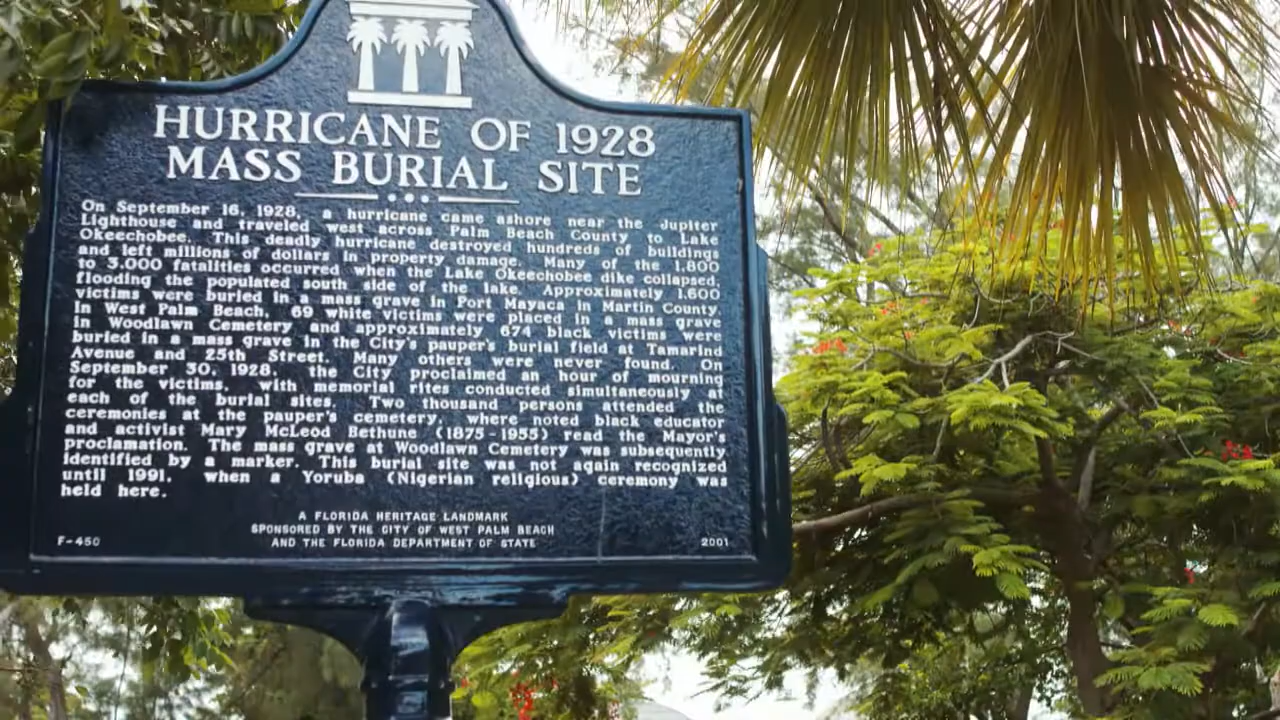 HURRICANE OF 1928
MASS BURIAL SITE
On September 16, 1928, a hurricane came ashore near the Jupiter
Lighthouse and traveled west across Palm Beach County to Lake
Okeechobee. This deadly hurricane destroyed hundreds of buildings
and left millions of dollars in property damage. Many of the 1,800
to 3,000 fatalities occurred when the Lake Okeechobee dike collapsed,
flooding the populated south side of the lake. Approximately 1,600
victims were buried in a mass grave in Port Mayaca in Martin County.
In West Palm Beach, 69 white victims were placed in a mass grave
in Woodlawn Cemetery and approximately 674 black victims were
buried in a mass grave in the City's pauper's burial field at Tamarind
Avenue and 25th Street. Many others were never found. On
September 30, 1928, the City proclaimed an hour of mourning
for the victims, with memorial rites conducted simultaneously at
each of the burial sites. Two thousand persons attended the
ceremonies at the pauper's cemetery, where noted black educator
and activist Mary McLeod Bethune (1875-1955) read the Mayor's
proclamation. The mass grave at Woodlawn Cemetery was subsequently
identified by a marker. This burial site was not again recognized
until 1991, when a Yoruba (Nigerian religious) ceremony was
held here.
A FLORIDA HERITAGE LANDMARK
SPONSORED BY THE CITY OF WEST PALM BEACH
F-450 AND THE FLORIDA DEPARTMENT OF STATE 2001